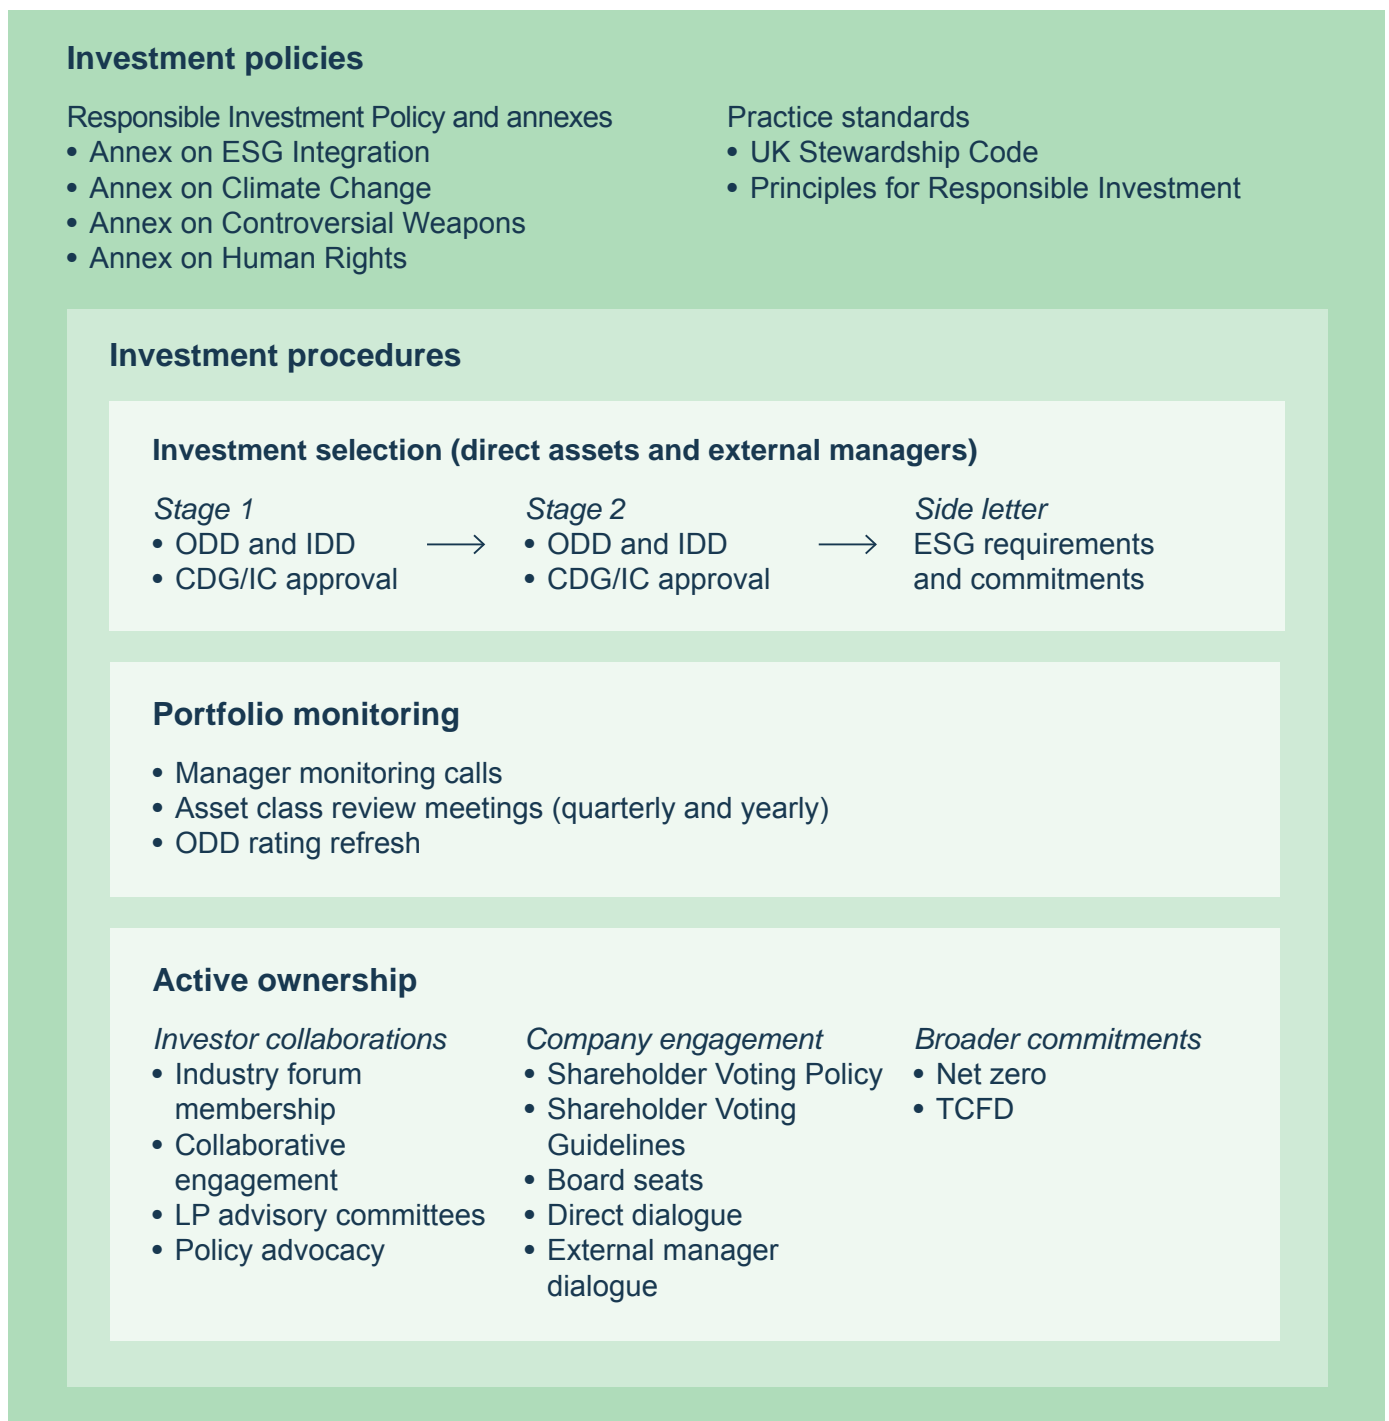 Investment policies
Responsible Investment Policy and annexes
• Annex on ESG Integration
• Annex on Climate Change
• Annex on Controversial Weapons
• Annex on Human Rights
Practice standards
• UK Stewardship Code
• Principles for Responsible Investment
Investment procedures
Investment selection (direct assets and external managers)
Stage 1
• ODD and IDD
• CDG/IC approval
Stage 2
• ODD and IDD
• CDG/IC approval
Side letter
ESG requirements
and commitments
Portfolio monitoring
• Manager monitoring calls
• Asset class review meetings (quarterly and yearly)
• ODD rating refresh
Active ownership
Investor collaborations
• Industry forum
membership
• Collaborative
engagement
• LP advisory committees
• Policy advocacy
Company engagement
• Shareholder Voting Policy
• Shareholder Voting
Guidelines
• Board seats
• Direct dialogue
• External manager
dialogue
Broader commitments
• Net zero
• TCFD